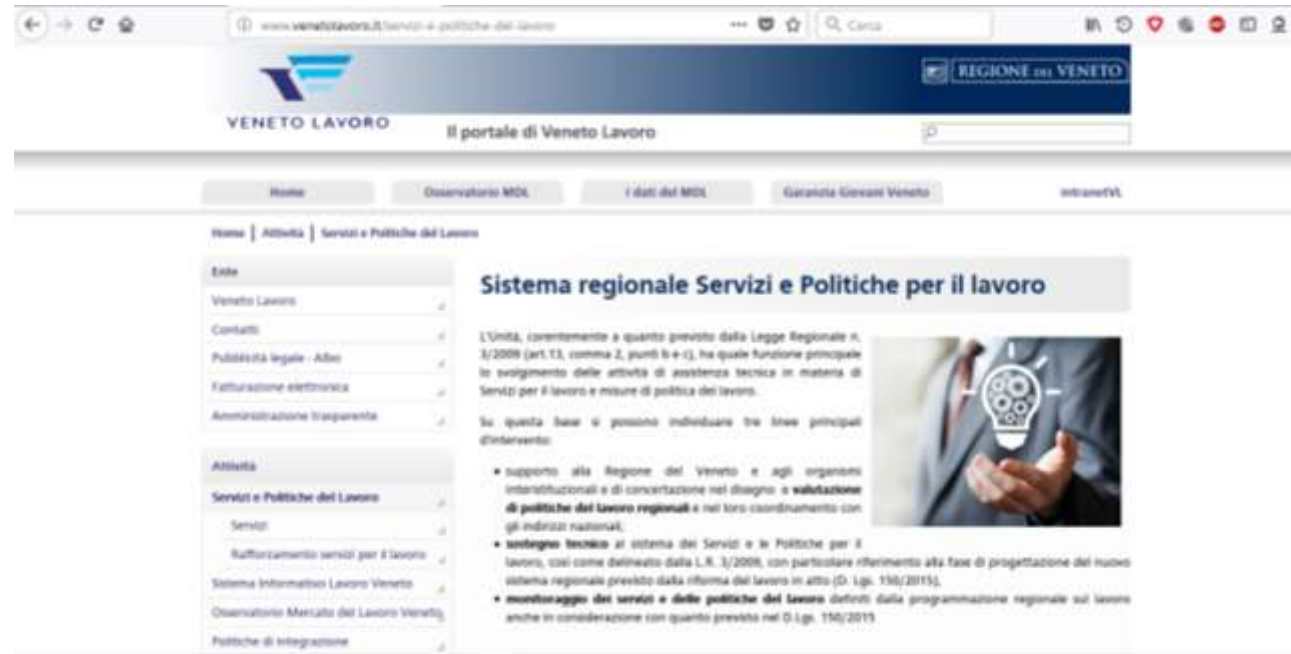 www.venetolavoro.it/servizi-e-politiche-del-lavoro
Cerca
REGIONE DEL VENETO
VENETO LAVORO
Il portale di Veneto Lavoro
Home
Osservatorio MDL
I dati del MDL
Garanzia Giovani Veneto
intranetVL
Home | Attività | Servizi e Politiche del Lavoro
Ente
Veneto Lavoro
Contatti
Pubblicità legale - Albo
Fatturazione elettronica
Amministrazione trasparente
Attività
Servizi e Politiche del Lavoro
Servizi
Rafforzamento servizi per il lavoro
Sistema Informativo Lavoro Veneto
Osservatorio Mercato del Lavoro Veneto
Politiche di integrazione
Sistema regionale Servizi e Politiche per il lavoro
L'Unità, corentemente a quanto previsto dalla Legge Regionale n.
3/2009 (art.13, comma 2, punti b e c), ha quale funzione principale
lo svolgimento delle attività di assistenza tecnica in materia di
Servizi per il lavoro e misure di politica del lavoro.
Su questa base si possono individuare tre linee principali
d'intervento:
• supporto alla Regione del Veneto e agli organismi
interistituzionali e di concertazione nel disegno e valutazione
di politiche del lavoro regionali e nel loro coordinamento con
gli indirizzi nazionali;
• sostegno tecnico al sistema dei Servizi e le Politiche per il
lavoro, così come delineato dalla L.R. 3/2009, con particolare riferimento alla fase di progettazione del nuovo
sistema regionale previsto dalla riforma del lavoro in atto (D. Lgs. 150/2015),
• monitoraggio dei servizi e delle politiche del lavoro definiti dalla programmazione regionale sul lavoro
anche in considerazione con quanto previsto nel D.Lgs. 150/2015